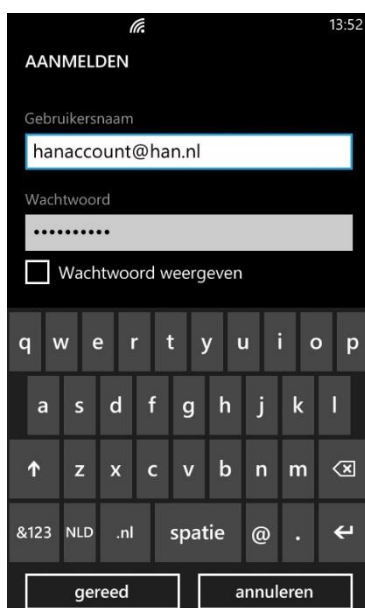 13:52
AANMELDEN
Gebruikersnaam
hanaccount@han.nl
Wachtwoord
••••••••••
Wachtwoord weergeven
q w e r t y u i o p
a s d f g h j k l
z x c v b n m
&123 NLD .nl spatie @ .
gereed annuleren